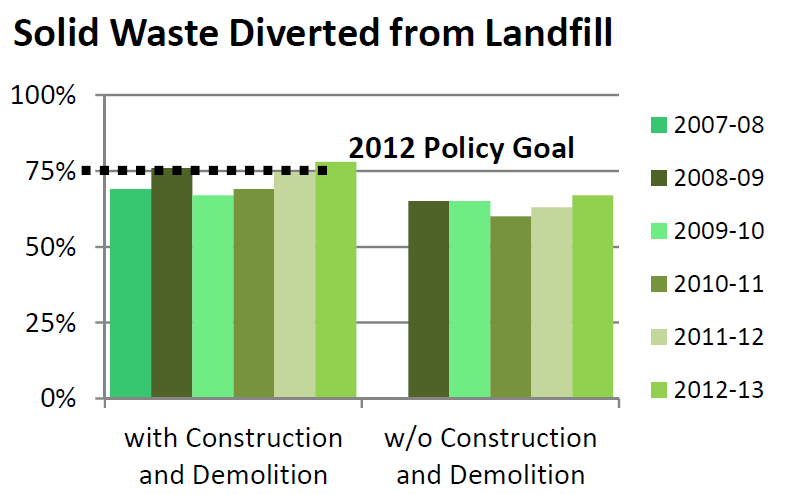 Solid Waste Diverted from Landfill
100%
75%
50%
25%
0%
2012 Policy Goal
with Construction
and Demolition
w/o Construction
and Demolition
2007-08
2008-09
2009-10
2010-11
2011-12
2012-13